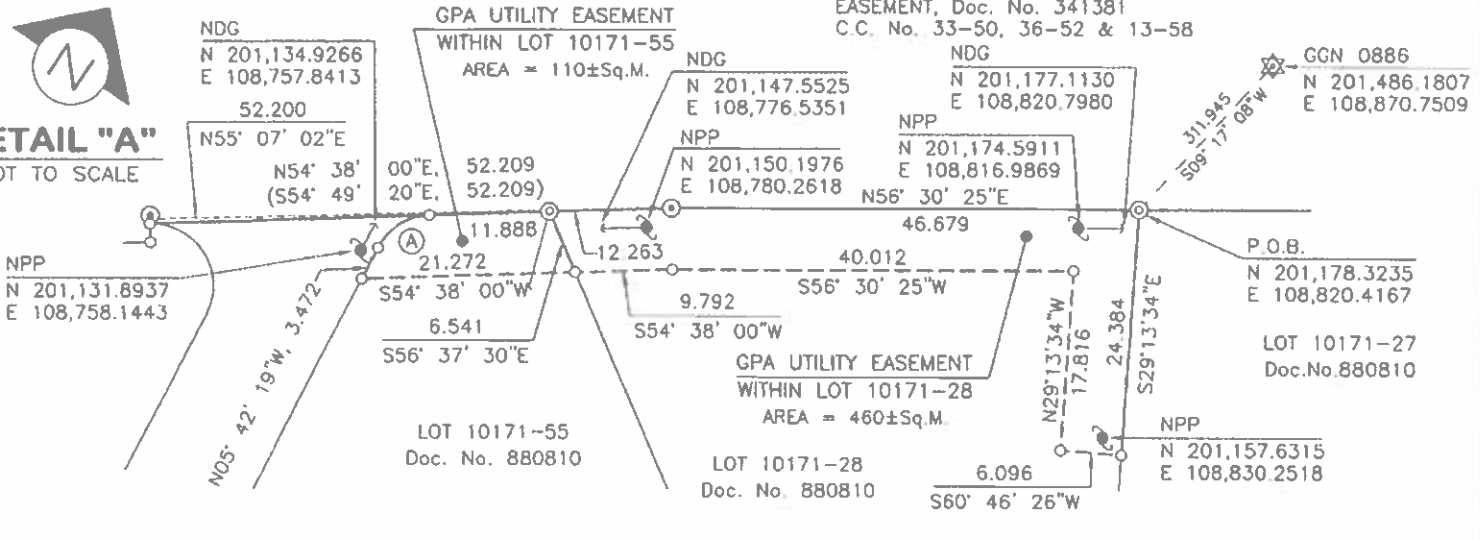 EASEMENT, Doc. No. 341381
C.C. No. 33-50, 36-52 & 13-58
N
ETAIL "A"
OT TO SCALE
NDG
N 201,134.9266
E 108,757.8413
52.200
N55° 07' 02"E
GPA UTILITY EASEMENT
WITHIN LOT 10171-55
AREA = 110±Sq.M.
NDG
N 201,147.5525
E 108,776.5351
NPP
N 201,150.1976
E 108,780.2618
NDG
N 201,177.1130
E 108,820.7980
NPP
N 201,174.5911
E 108,816.9869
GGN 0886
N 201,486.1807
E 108,870.7509
311.945
S09° 17' 08"W
N54° 38' 00"E, 52.209
(S54° 49' 20"E, 52.209)
N56° 30' 25"E
46.679
A
11.888
12.263
21.272
S54° 38' 00"W
40.012
S56° 30' 25"W
9.792
S54° 38' 00"W
6.541
S56° 37' 30"E
NPP
N 201,131.8937
E 108,758.1443
N05° 42' 19"W, 3.472
P.O.B.
N 201,178.3235
E 108,820.4167
N29°13'34"W
17.816
24.384
S29°13'34"E
LOT 10171-27
Doc.No.880810
GPA UTILITY EASEMENT
WITHIN LOT 10171-28
AREA = 460±Sq.M.
LOT 10171-55
Doc. No. 880810
LOT 10171-28
Doc. No. 880810
NPP
N 201,157.6315
E 108,830.2518
6.096
S60° 46' 26"W